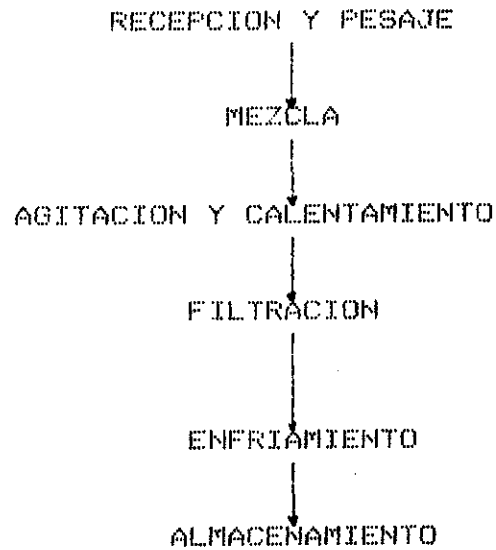 RECEPCION Y PESAJE
MEZCLA
AGITACION Y CALENTAMIENTO
FILTRACION
ENFRIAMIENTO
ALMACENAMIENTO